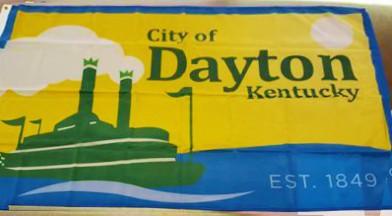 City of
Dayton
Kentucky
EST. 1849